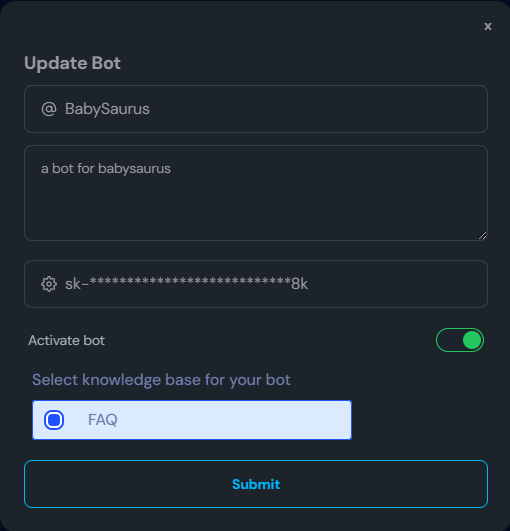 x
Update Bot
@ BabySaurus
a bot for babysaurus
sk-***************************8k
Activate bot
Select knowledge base for your bot
FAQ
Submit